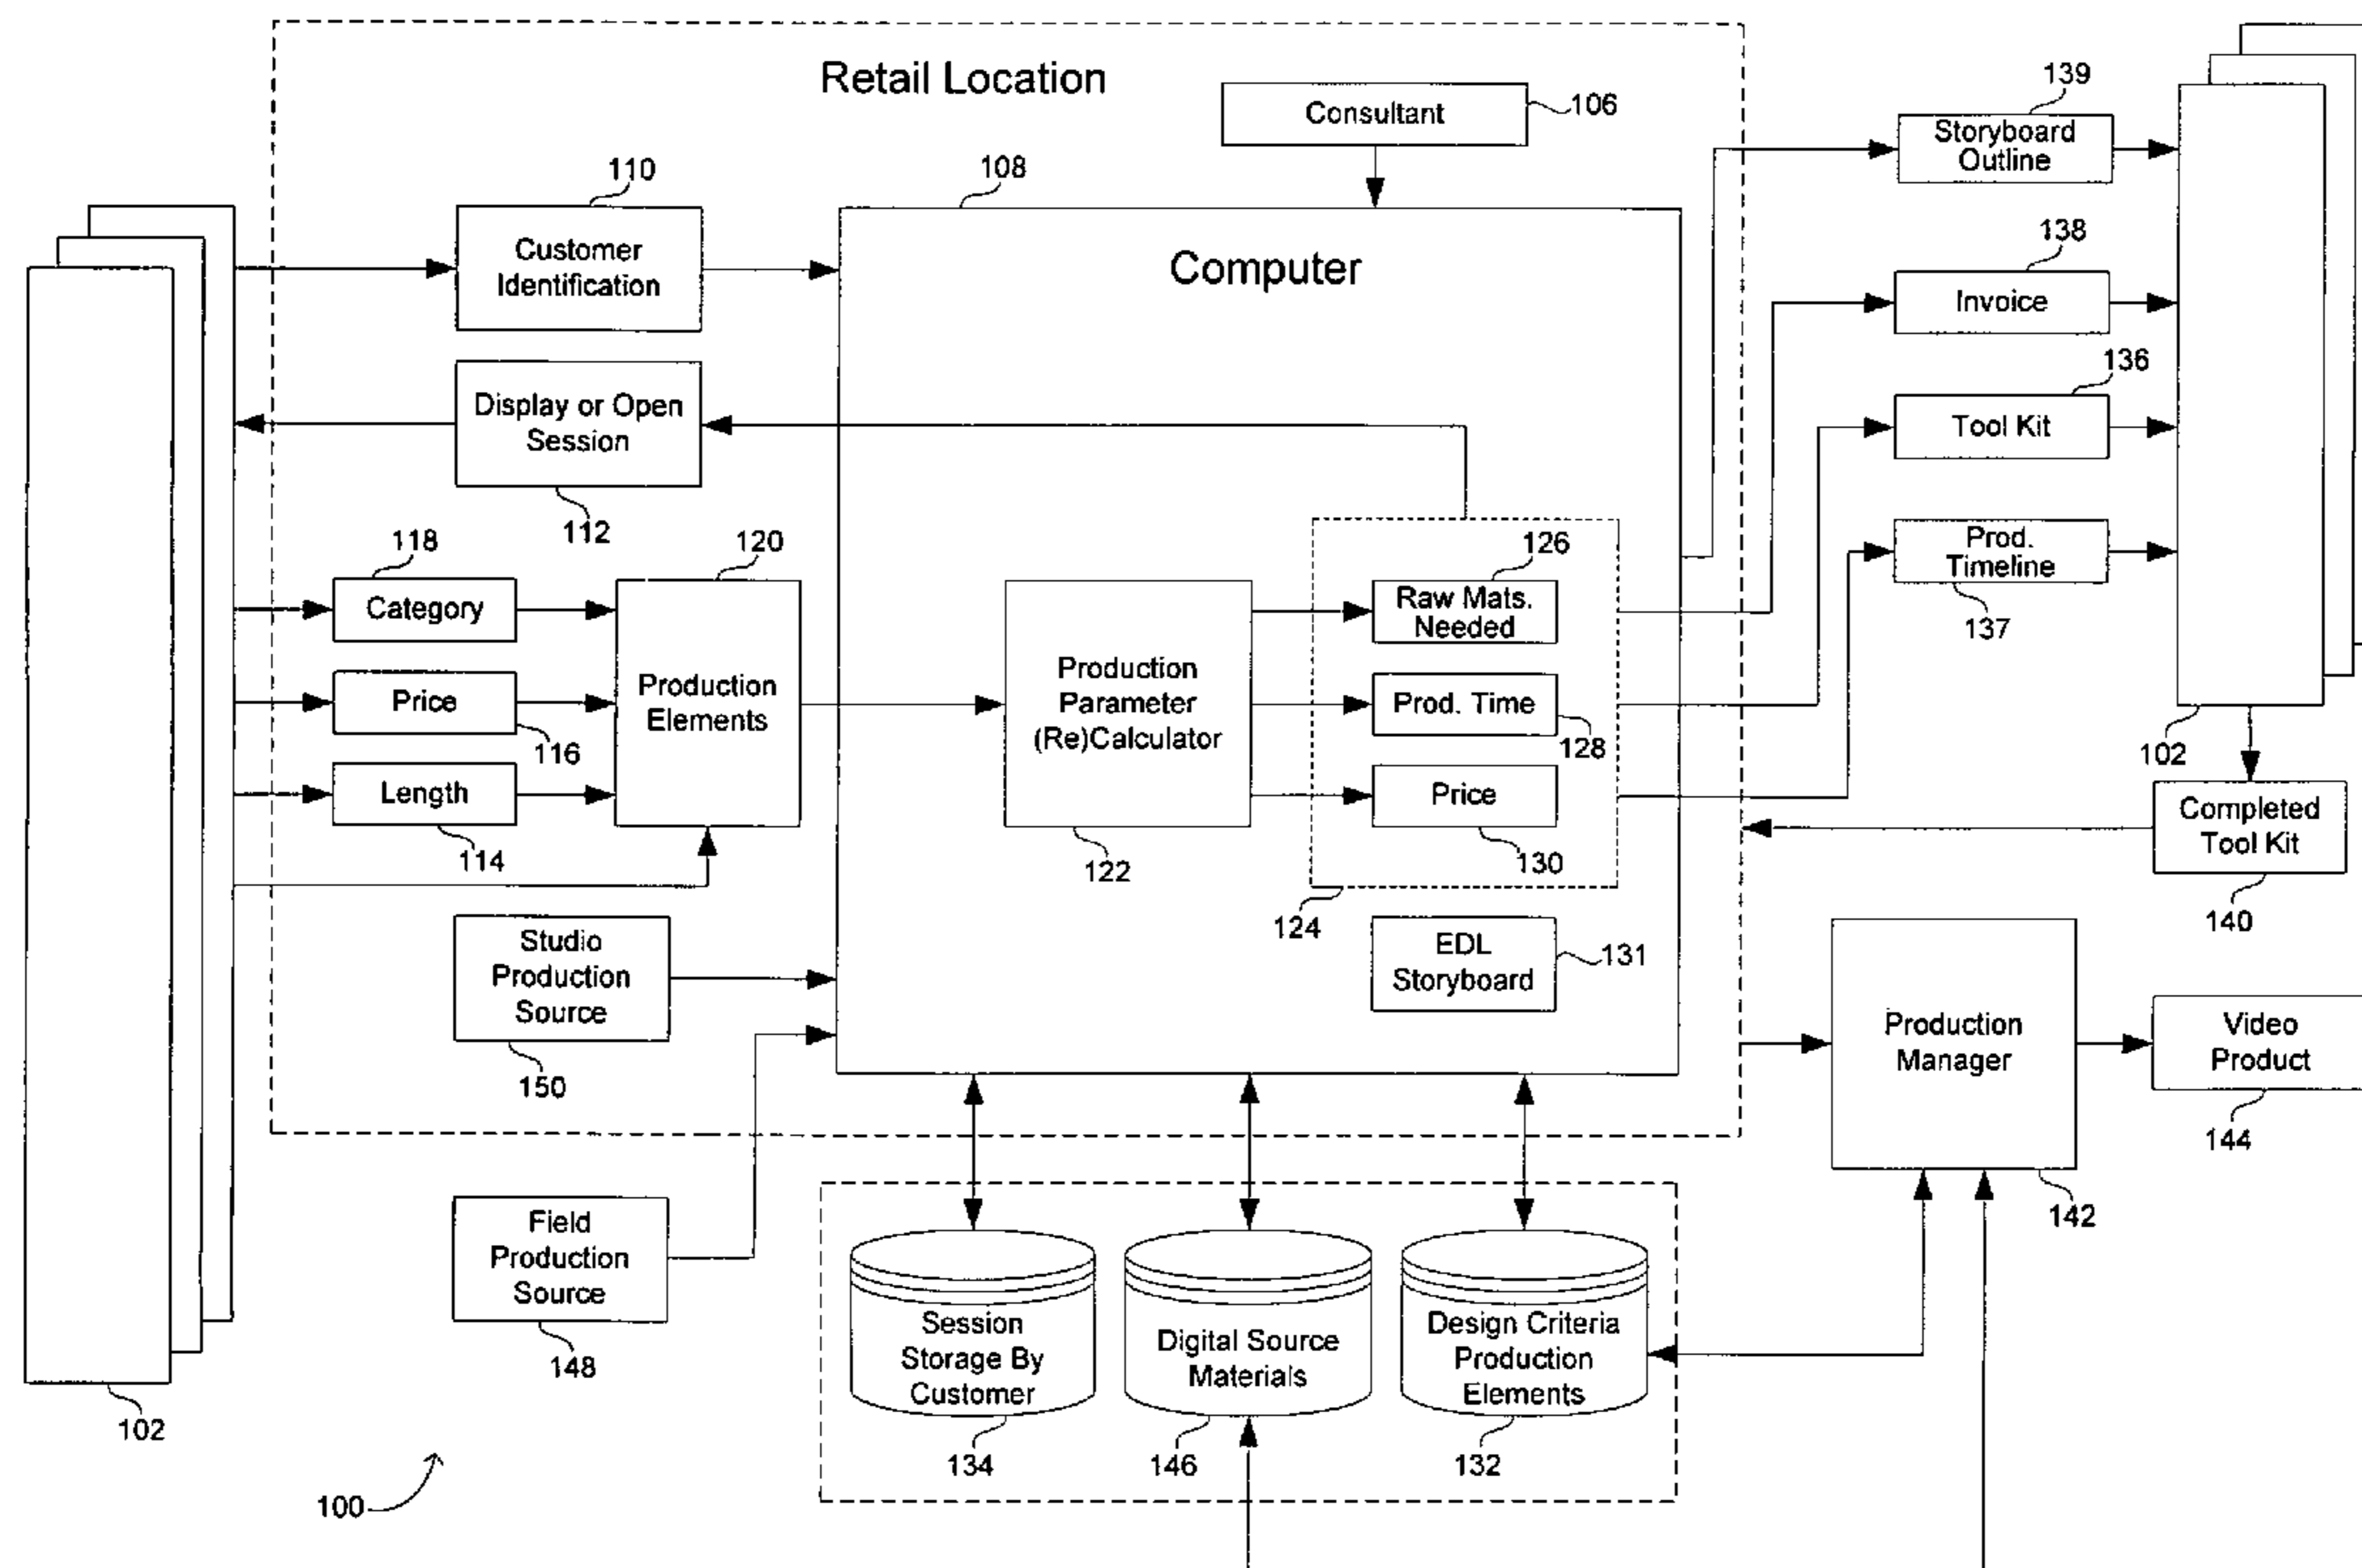 Retail Location
Consultant
106
139
Storyboard
Outline
110
108
Customer
Identification
Computer
138
Invoice
Display or Open
Session
112
136
Tool Kit
118
Category
120
126
Raw Mats.
Needed
Prod.
Timeline
137
Price
116
Production
Elements
Production
Parameter
(Re)Calculator
Prod. Time
128
102
Length
114
122
Price
130
Completed
Tool Kit
140
124
Studio
Production
Source
150
EDL
Storyboard
131
Production
Manager
142
Video
Product
144
Field
Production
Source
148
Session
Storage By
Customer
134
Digital Source
Materials
146
Design Criteria
Production
Elements
132
102
100